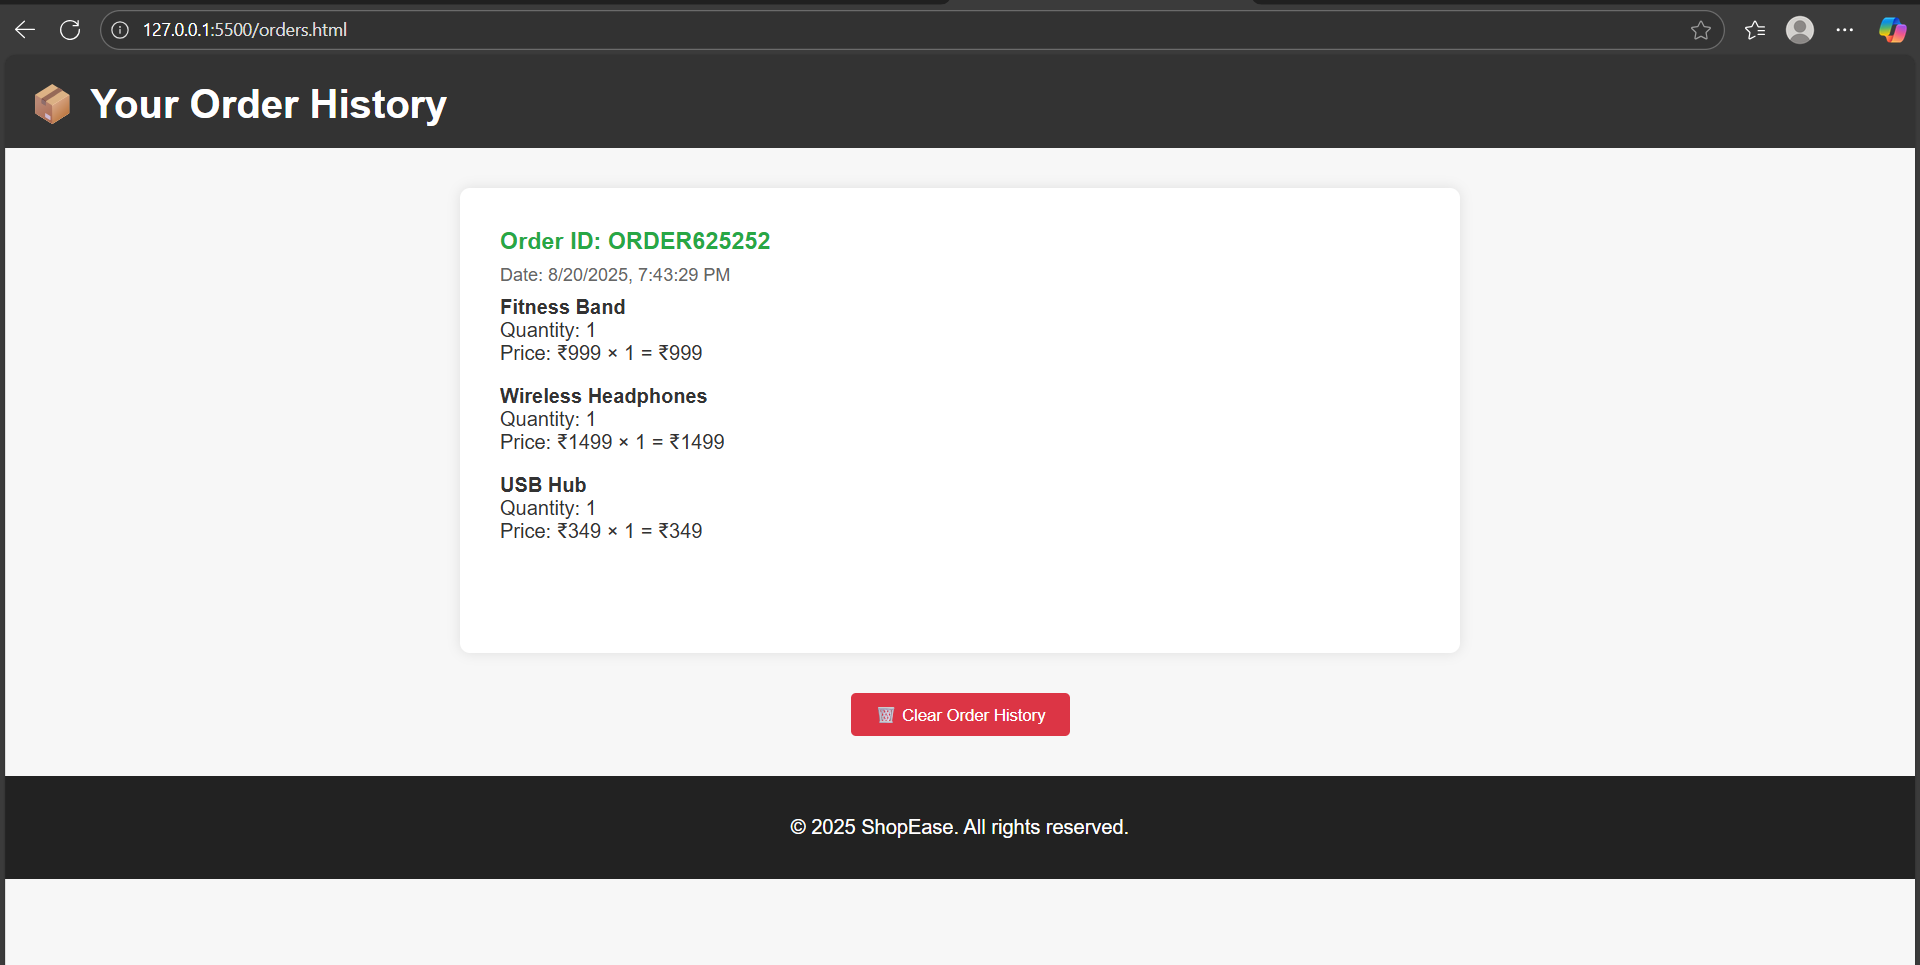 127.0.0.1:5500/orders.html
Your Order History
Order ID: ORDER625252
Date: 8/20/2025, 7:43:29 PM
Fitness Band
Quantity: 1
Price: ₹999 × 1 = ₹999
Wireless Headphones
Quantity: 1
Price: ₹1499 × 1 = ₹1499
USB Hub
Quantity: 1
Price: ₹349 × 1 = ₹349
Clear Order History
© 2025 ShopEase. All rights reserved.